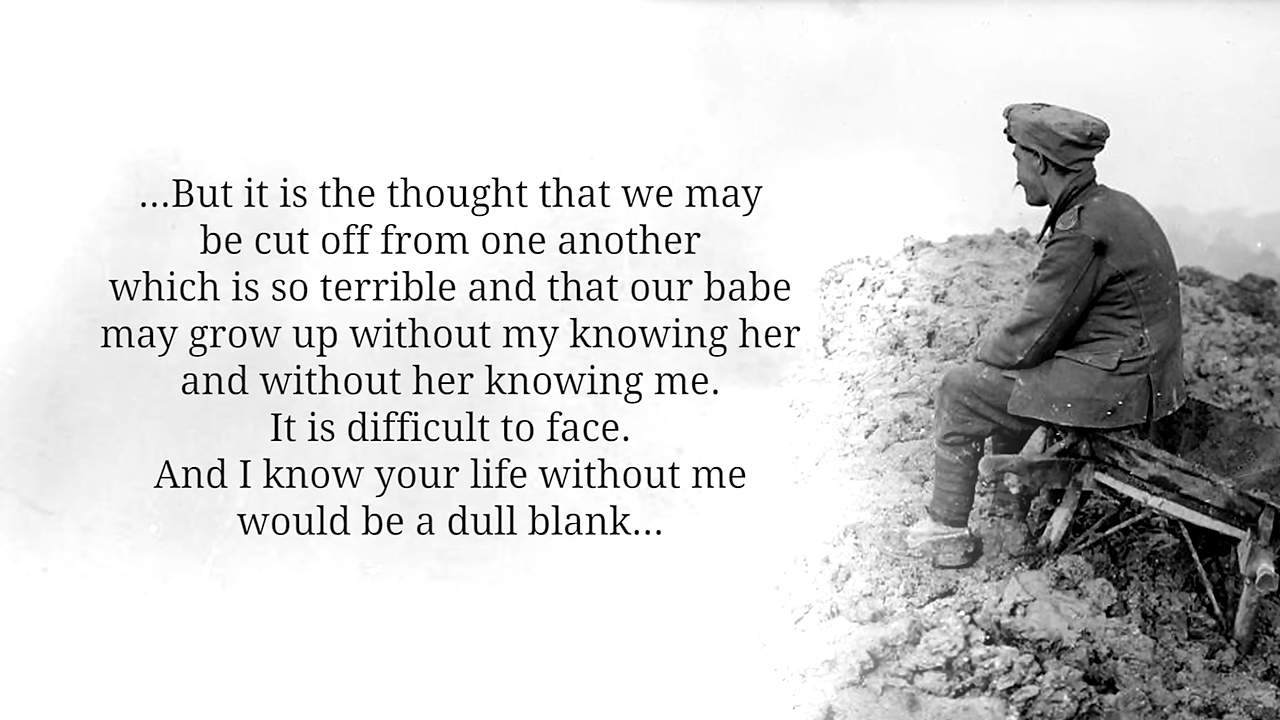 ...But it is the thought that we may
be cut off from one another
which is so terrible and that our babe
may grow up without my knowing her
and without her knowing me.
It is difficult to face.
And I know your life without me
would be a dull blank...